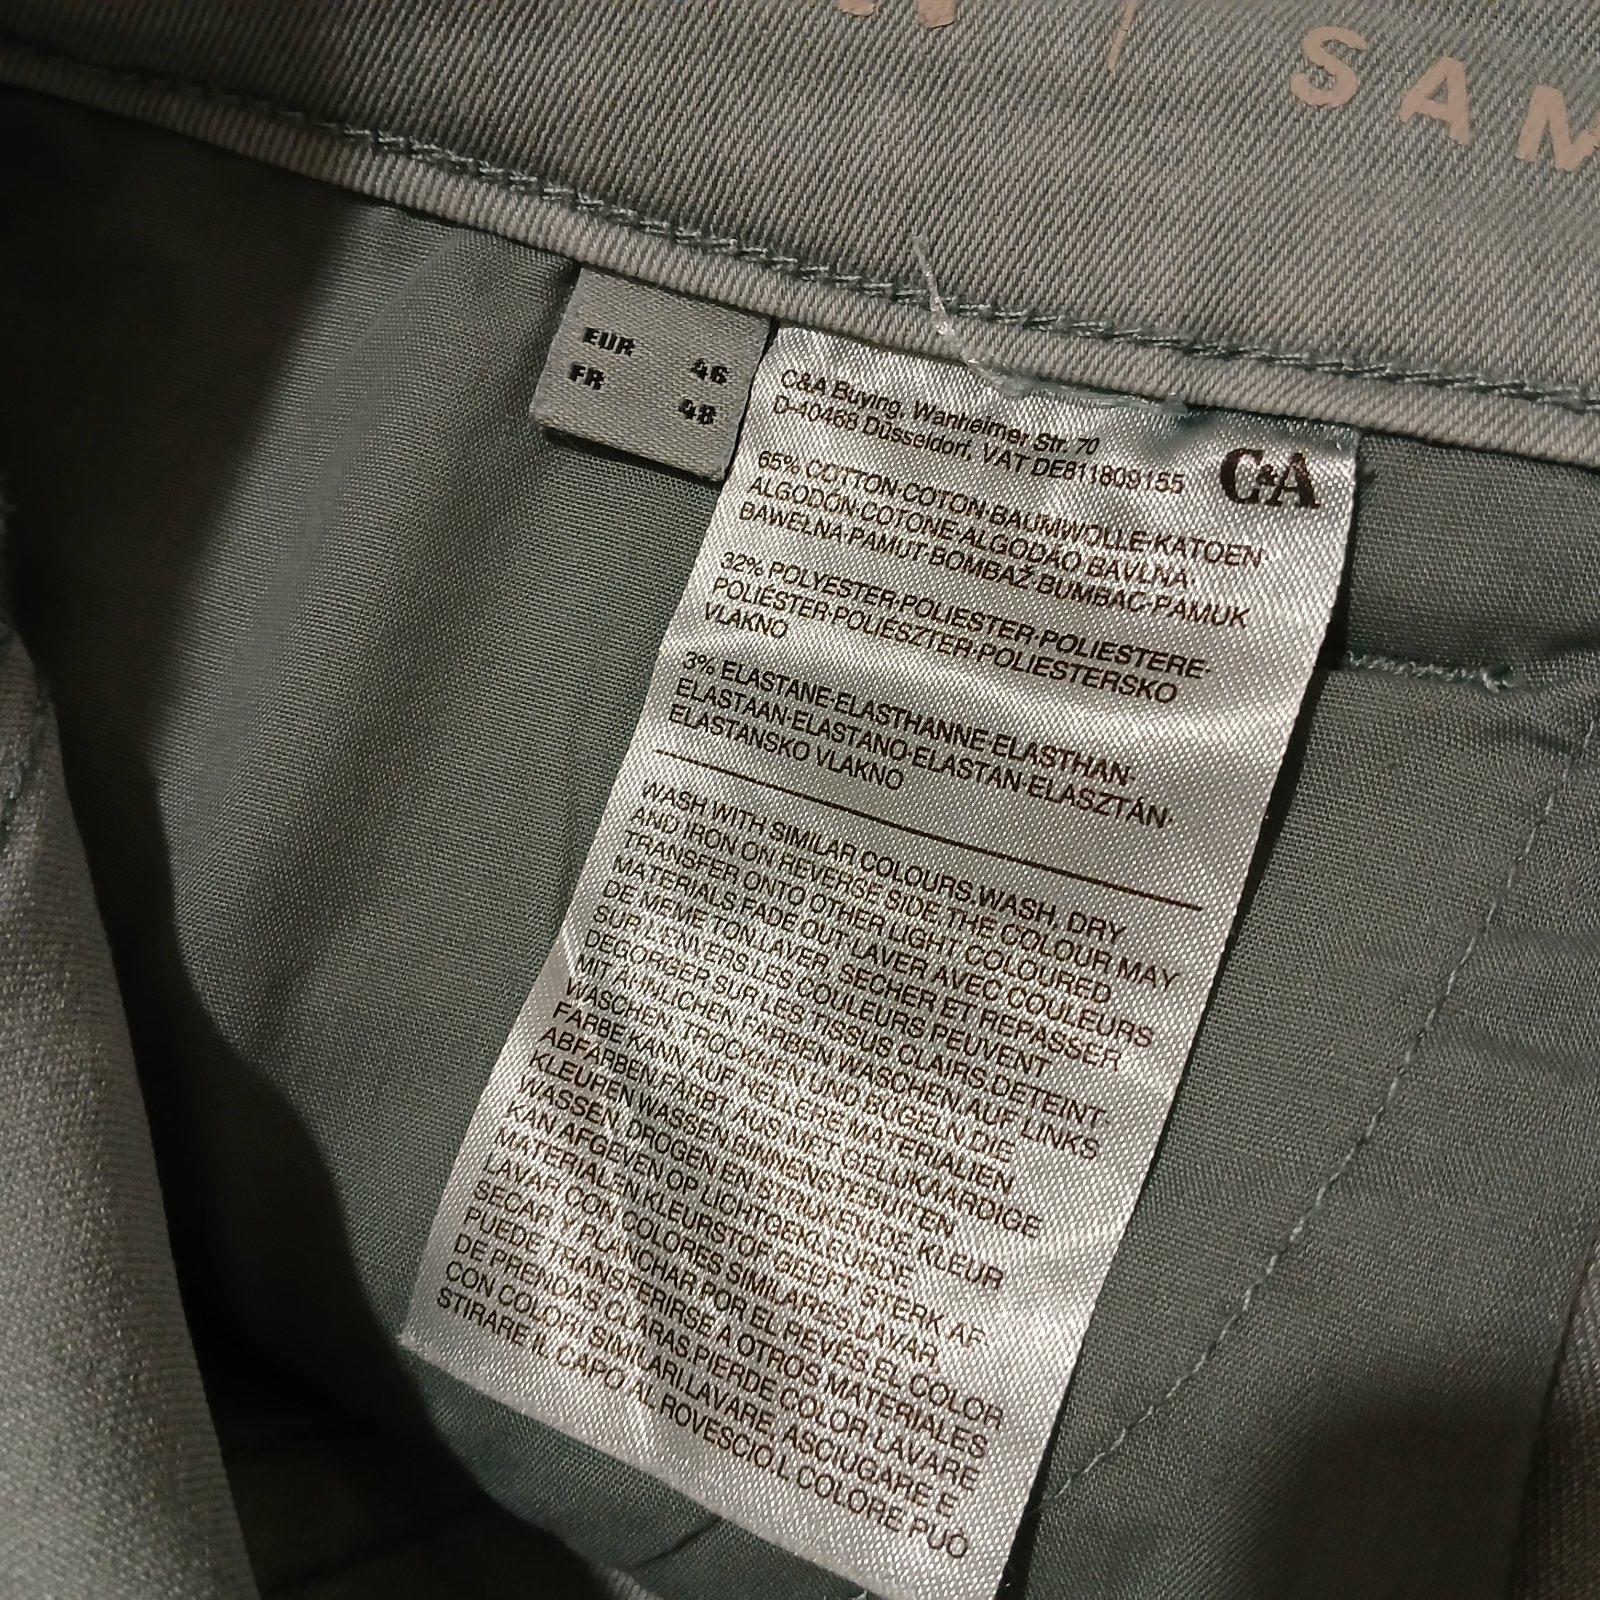 SAM
EUR 46
FR 48
C&A Buying, Wanheimer Str. 70
D-40468 Düsseldorf, VAT DE811809155
C&A
65% COTTON·COTON·BAUMWOLLE·KATOEN·
ALGODÓN·COTONE·ALGODÃO·BAVLNA·
BAWEŁNA·PAMUT·BOMBAŽ·BUMBAC·PAMUK
32% POLYESTER·POLIESTER·POLIESTERE·
POLIÉSTER·POLIESZTER·POLIESTERSKO
VLAKNO
3% ELASTANE·ELASTHANNE·ELASTHAN·
ELASTAAN·ELASTANO·ELASTAN·ELASZTÁN·
ELASTANSKO VLAKNO
WASH WITH SIMILAR COLOURS.WASH, DRY
AND IRON ON REVERSE SIDE.THE COLOUR MAY
TRANSFER ONTO OTHER LIGHT COLOURED
MATERIALS.FADE OUT·LAVER AVEC COULEURS
DE MEME TON.LAVER, SECHER ET REPASSER
SUR L'ENVERS.LES COULEURS PEUVENT
DEGORGER SUR LES TISSUS CLAIRS.DETEINT·
MIT ÄHNLICHEN FARBEN WASCHEN.AUF LINKS
WASCHEN, TROCKNEN UND BÜGELN.DIE
FARBE KANN AUF HELLERE MATERIALIEN
ABFÄRBEN.FÄRBT AUS·MET GELIJKAARDIGE
KLEUREN WASSEN.BINNENSTEBUITEN
WASSEN, DROGEN EN STRIJKEN.DE KLEUR
KAN AFGEVEN OP LICHTGEKLEURDE
MATERIALEN.KLEURSTOF GEEFT STERK AF·
LAVAR CON COLORES SIMILARES.LAVAR,
SECAR Y PLANCHAR POR EL REVÉS.EL COLOR
PUEDE TRANSFERIRSE A OTROS MATERIALES
DE PRENDAS CLARAS.PIERDE COLOR·LAVARE
CON COLORI SIMILARI.LAVARE, ASCIUGARE E
STIRARE IL CAPO AL ROVESCIO.L COLORE PUÒ